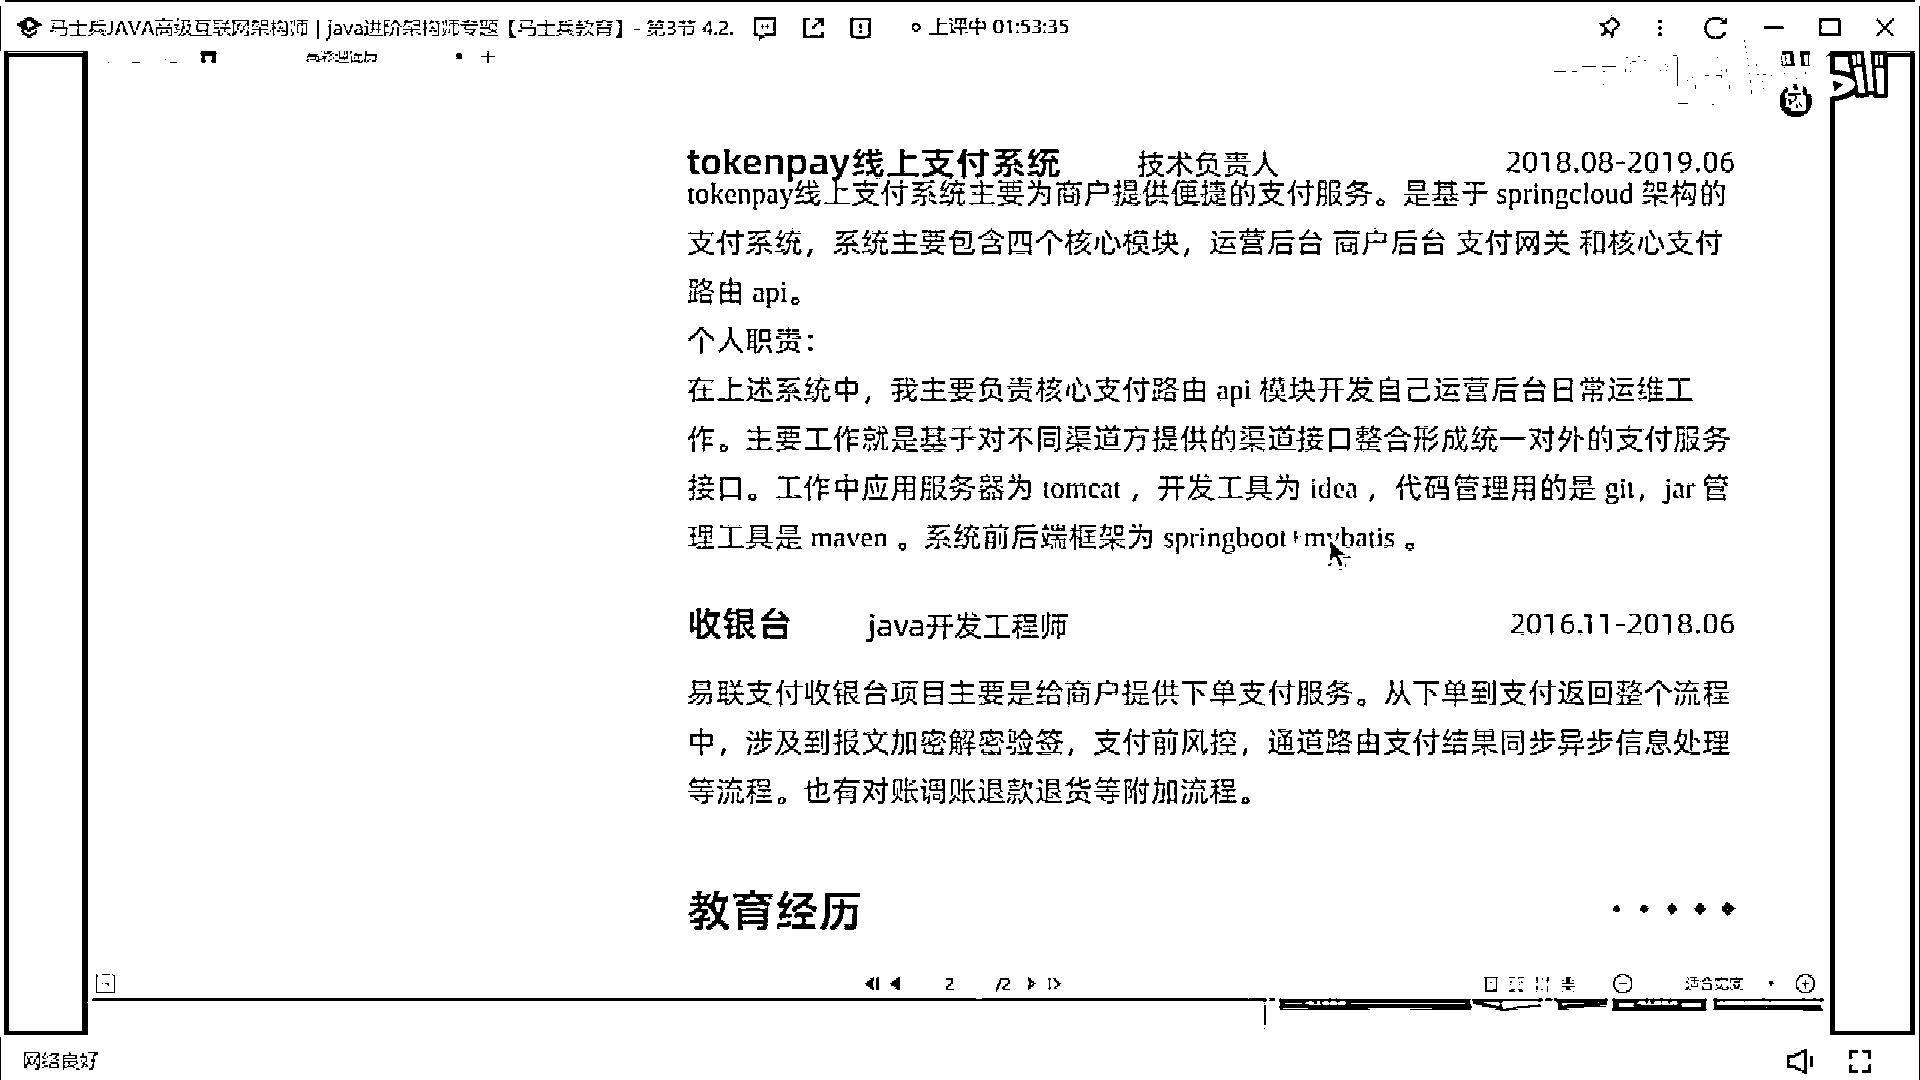 马士兵JAVA高级互联网架构师 | java进阶架构师专题【马士兵教育】- 第3节 4.2.
上评中 01:53:35
tokenpay线上支付系统 技术负责人 2018.08-2019.06
tokenpay线上支付系统主要为商户提供便捷的支付服务。是基于 springcloud 架构的
支付系统，系统主要包含四个核心模块，运营后台 商户后台 支付网关 和核心支付
路由 api。
个人职责：
在上述系统中，我主要负责核心支付路由 api 模块开发自己运营后台日常运维工
作。主要工作就是基于对不同渠道方提供的渠道接口整合形成统一对外的支付服务
接口。工作中应用服务器为 tomcat ，开发工具为 idea ，代码管理用的是 git，jar 管
理工具是 maven 。系统前后端框架为 springboot+mybatis 。
收银台 java开发工程师 2016.11-2018.06
易联支付收银台项目主要是给商户提供下单支付服务。从下单到支付返回整个流程
中，涉及到报文加密解密验签，支付前风控，通道路由支付结果同步异步信息处理
等流程。也有对账调账退款退货等附加流程。
教育经历
2 /2 适合宽度
网络良好